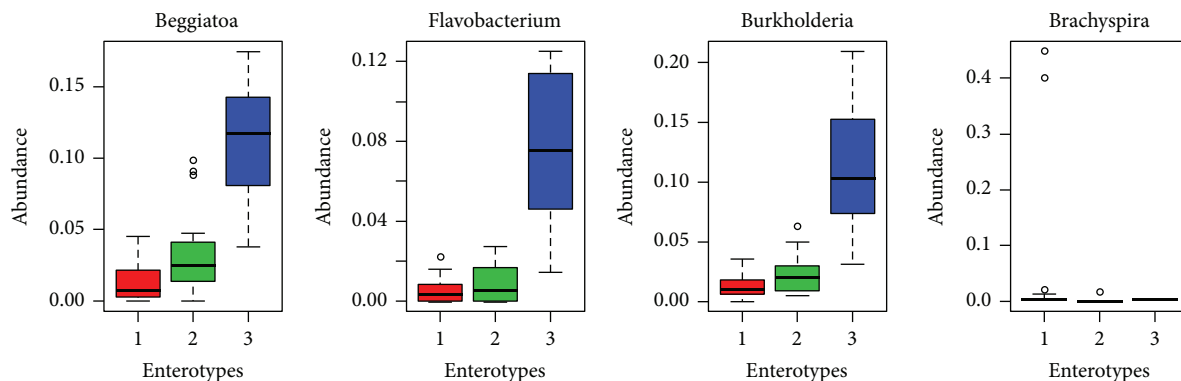 Beggiatoa
Abundance
0.15
0.10
0.05
0.00
1 2 3
Enterotypes
Flavobacterium
Abundance
0.12
0.08
0.04
0.00
1 2 3
Enterotypes
Burkholderia
Abundance
0.20
0.15
0.10
0.05
0.00
1 2 3
Enterotypes
Brachyspira
Abundance
0.4
0.3
0.2
0.1
0.0
1 2 3
Enterotypes